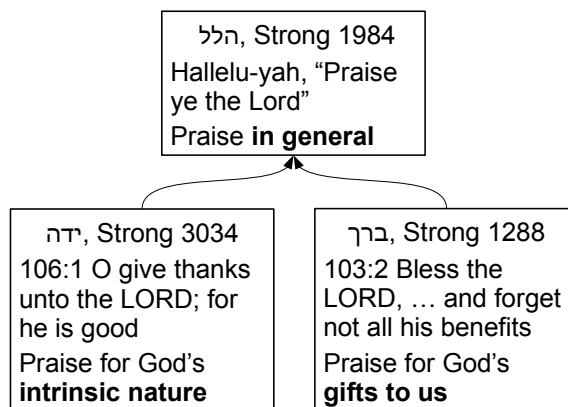 הלל, Strong 1984
Hallelu-yah, “Praise
ye the Lord”
Praise in general
ידה, Strong 3034
106:1 O give thanks
unto the LORD; for
he is good
Praise for God’s
intrinsic nature
ברך, Strong 1288
103:2 Bless the
LORD, … and forget
not all his benefits
Praise for God’s
gifts to us